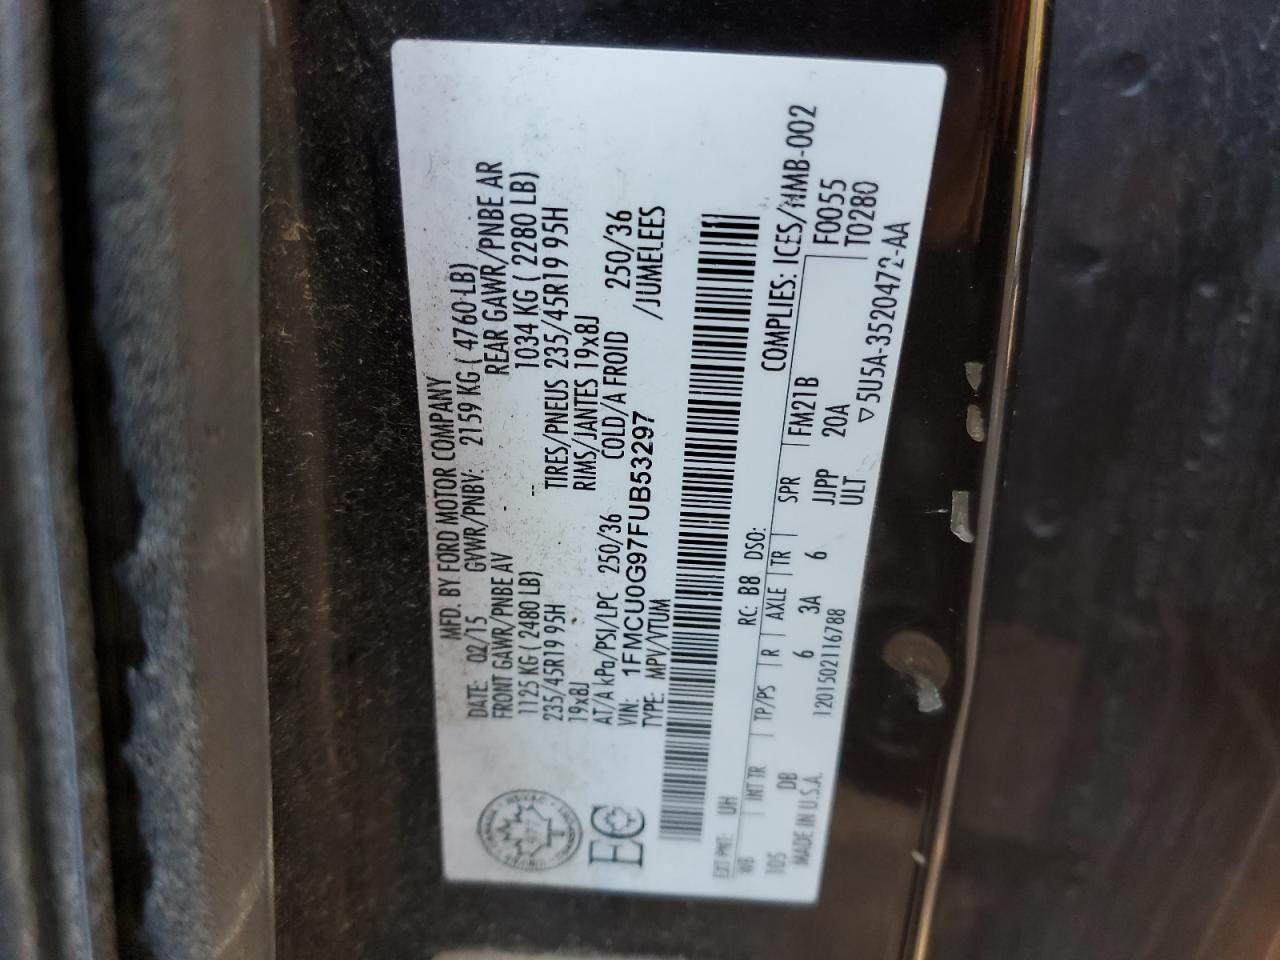 MFD. BY FORD MOTOR COMPANY
DATE: 02/15 GVWR/PNBV: 2159 KG ( 4760 LB)
FRONT GAWR/PNBE AV REAR GAWR/PNBE AR
1125 KG ( 2480 LB) 1034 KG ( 2280 LB)
235/45R19 95H TIRES/PNEUS 235/45R19 95H
19x8J RIMS/JANTES 19x8J
AT/A kPa/PSI/LPC 250/36 COLD/A FROID 250/36
VIN: 1FMCU0G97FUB53297 /JUMELEES
TYPE: MPV/VTUM
EC
EXT PNT: UH RC: B8 DSO: COMPLIES: ICES/NMB-002
WB INT TR TP/PS R AXLE TR SPR FM21B F0055
105 DB 6 3A 6 JJPP 20A T0280
MADE IN U.S.A. 1201502116788 ULT ▽5U5A-3520472-AA